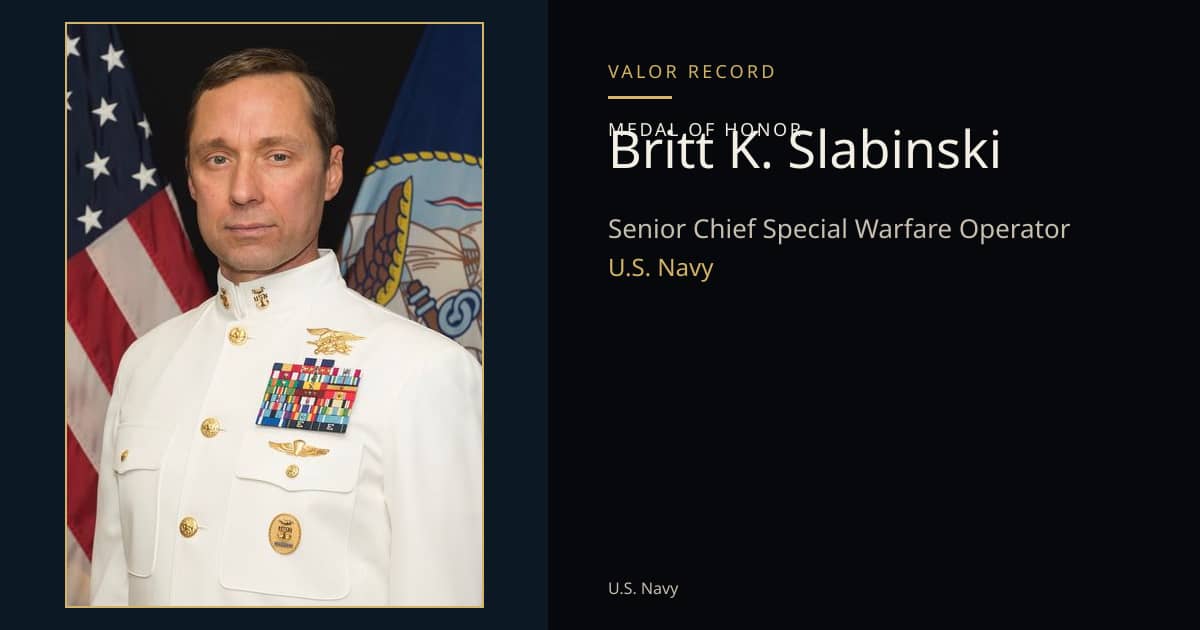 VALOR RECORD
MEDAL OF HONOR
Britt K. Slabinski
Senior Chief Special Warfare Operator
U.S. Navy
U.S. Navy